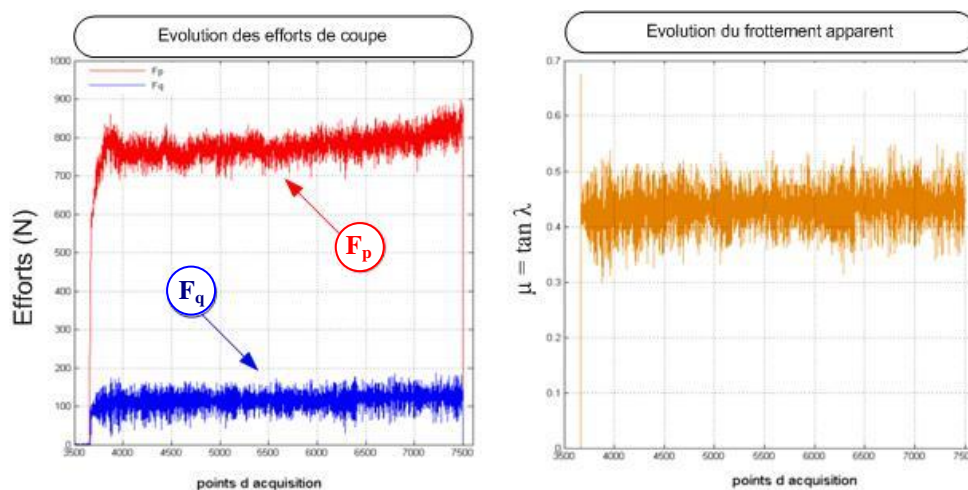 Evolution des efforts de coupe
1000
900
800
700
600
500
400
300
200
100
0
Fp
Fq
Fp
Fq
Efforts (N)
3500 4000 4500 5000 5500 6000 6500 7000 7500
points d acquisition
Evolution du frottement apparent
0.7
0.6
0.5
0.4
0.3
0.2
0.1
0
μ = tan λ
3500 4000 4500 5000 5500 6000 6500 7000 750
points d acquisition